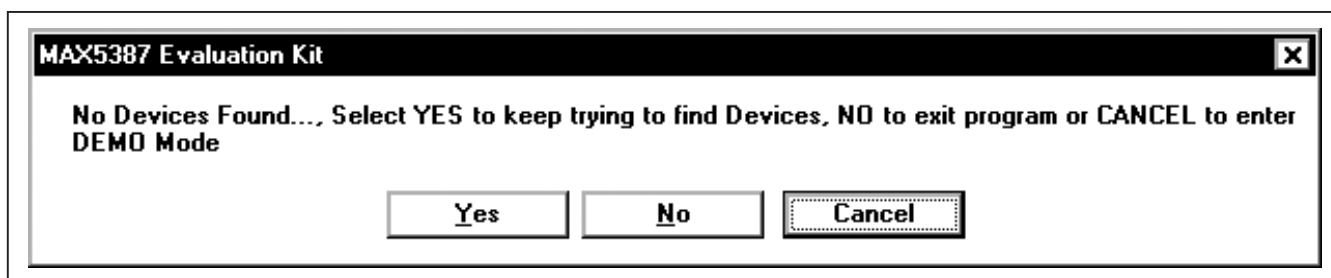 MAX5387 Evaluation Kit
No Devices Found..., Select YES to keep trying to find Devices, NO to exit program or CANCEL to enter
DEMO Mode
Yes No Cancel